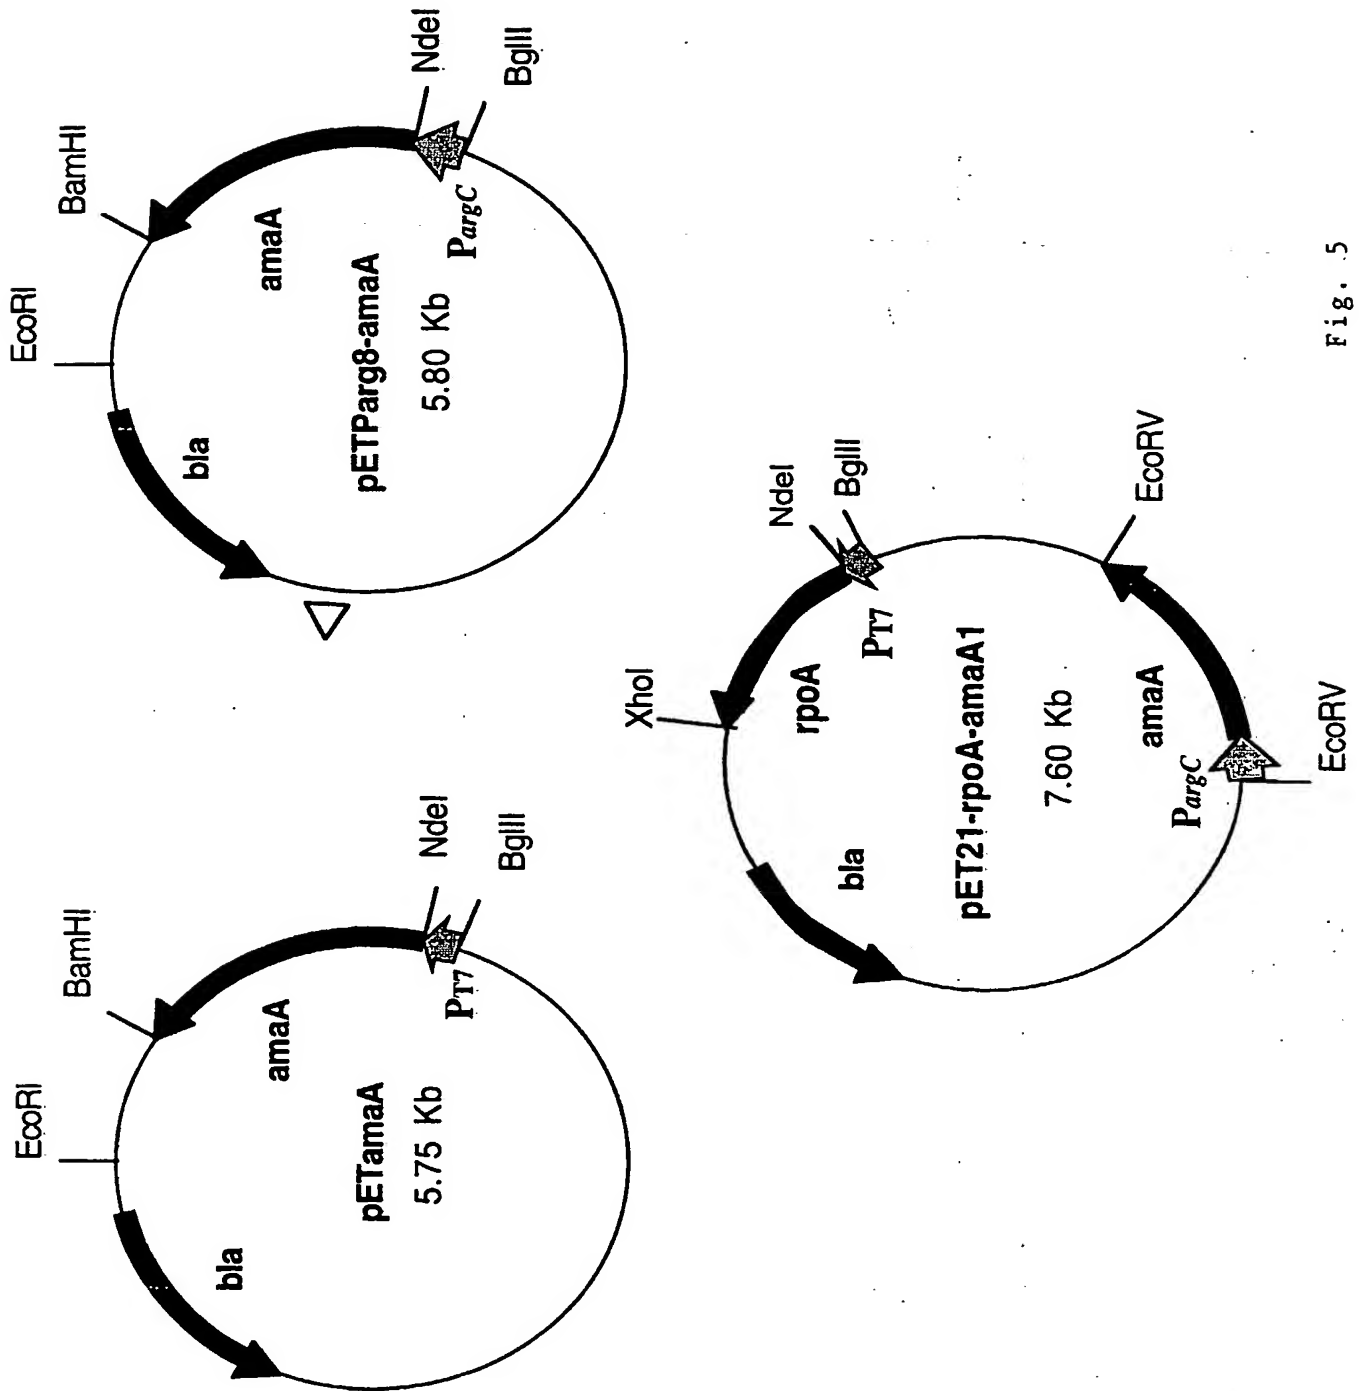 EcoRI
BamHI
bla
amaA
NdeI
PT7
BglII
pETamaA
5.75 Kb
EcoRI
BamHI
bla
amaA
NdeI
PargC
BglII
pETParg8-amaA
5.80 Kb
XhoI
NdeI
BglII
rpoA
PT7
bla
pET21-rpoA-amaA1
7.60 Kb
amaA
PargC
EcoRV
EcoRV
Fig. 5